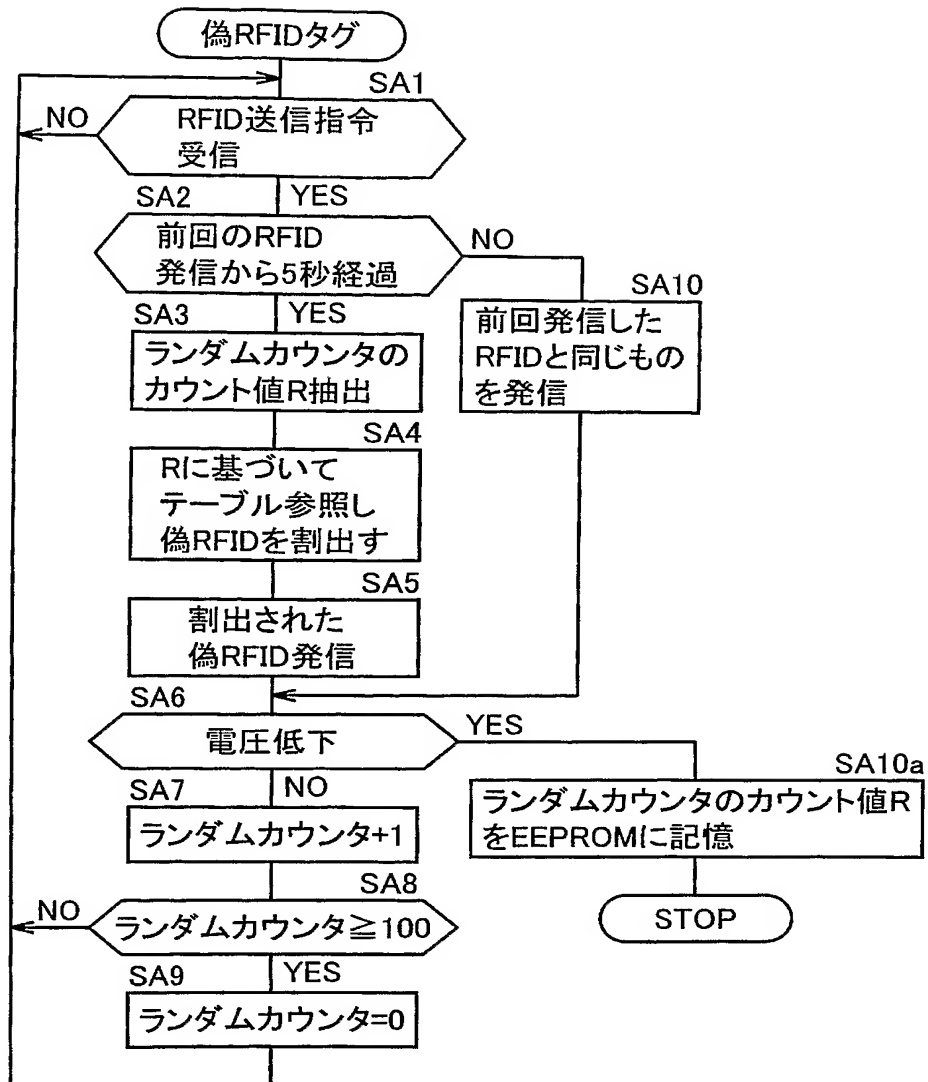 偽RFIDタグ
SA1
NO
RFID送信指令
受信
SA2
YES
前回のRFID
発信から5秒経過
NO
SA10
前回発信した
RFIDと同じもの
を発信
SA3
YES
ランダムカウンタの
カウント値R抽出
SA4
Rに基づいて
テーブル参照し
偽RFIDを割出す
SA5
割出された
偽RFID発信
SA6
電圧低下
YES
SA10a
ランダムカウンタのカウント値R
をEEPROMに記憶
STOP
SA7
NO
ランダムカウンタ+1
SA8
NO
ランダムカウンタ≧100
SA9
YES
ランダムカウンタ=0